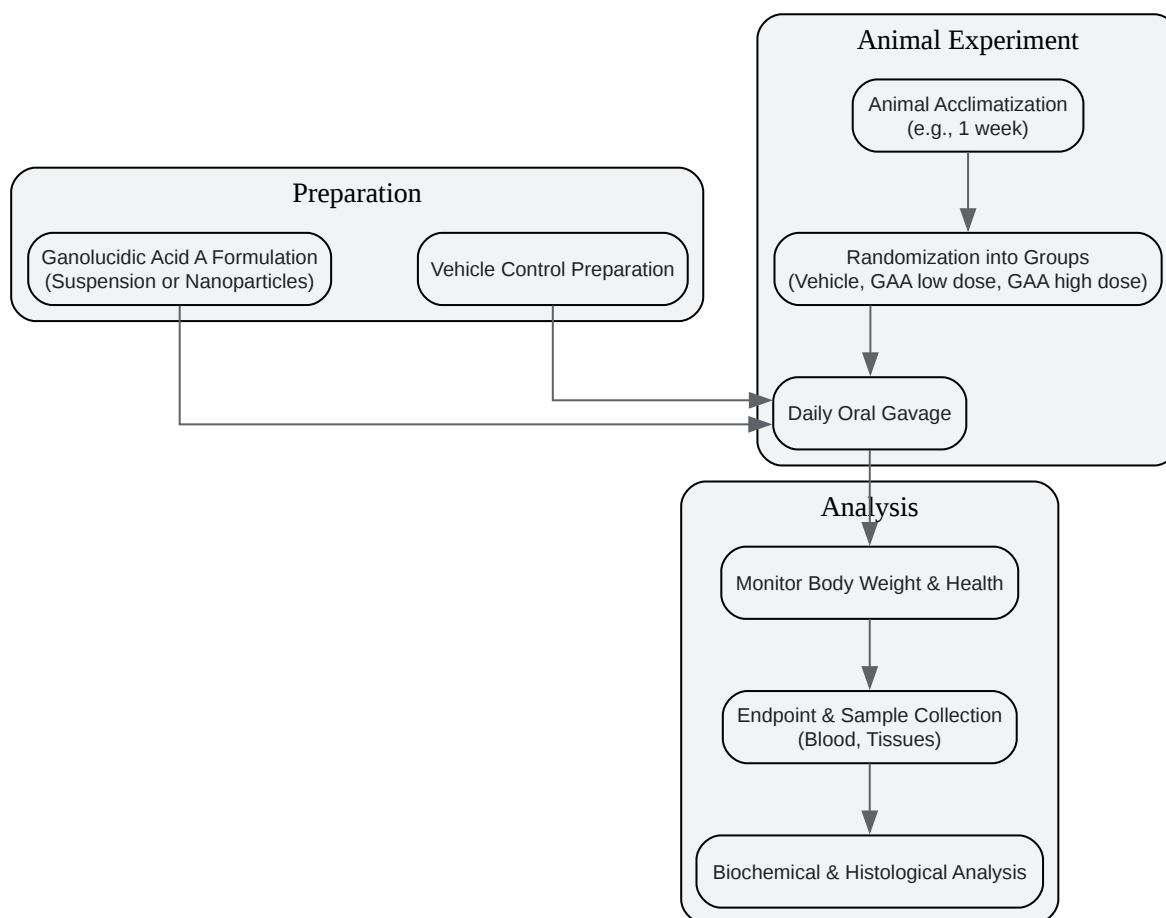 Animal Experiment
Animal Acclimatization
(e.g., 1 week)
Preparation
Ganolucidic Acid A Formulation
(Suspension or Nanoparticles)
Vehicle Control Preparation
Randomization into Groups
(Vehicle, GAA low dose, GAA high dose)
Daily Oral Gavage
Analysis
Monitor Body Weight & Health
Endpoint & Sample Collection
(Blood, Tissues)
Biochemical & Histological Analysis